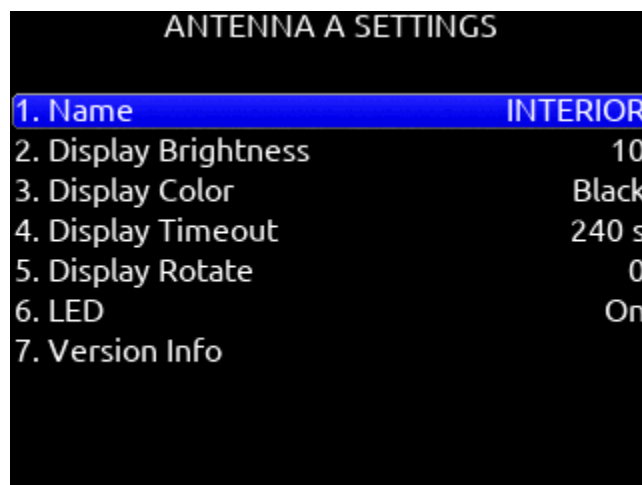 ANTENNA A SETTINGS
1. Name INTERIOR
2. Display Brightness 10
3. Display Color Black
4. Display Timeout 240 s
5. Display Rotate 0
6. LED On
7. Version Info